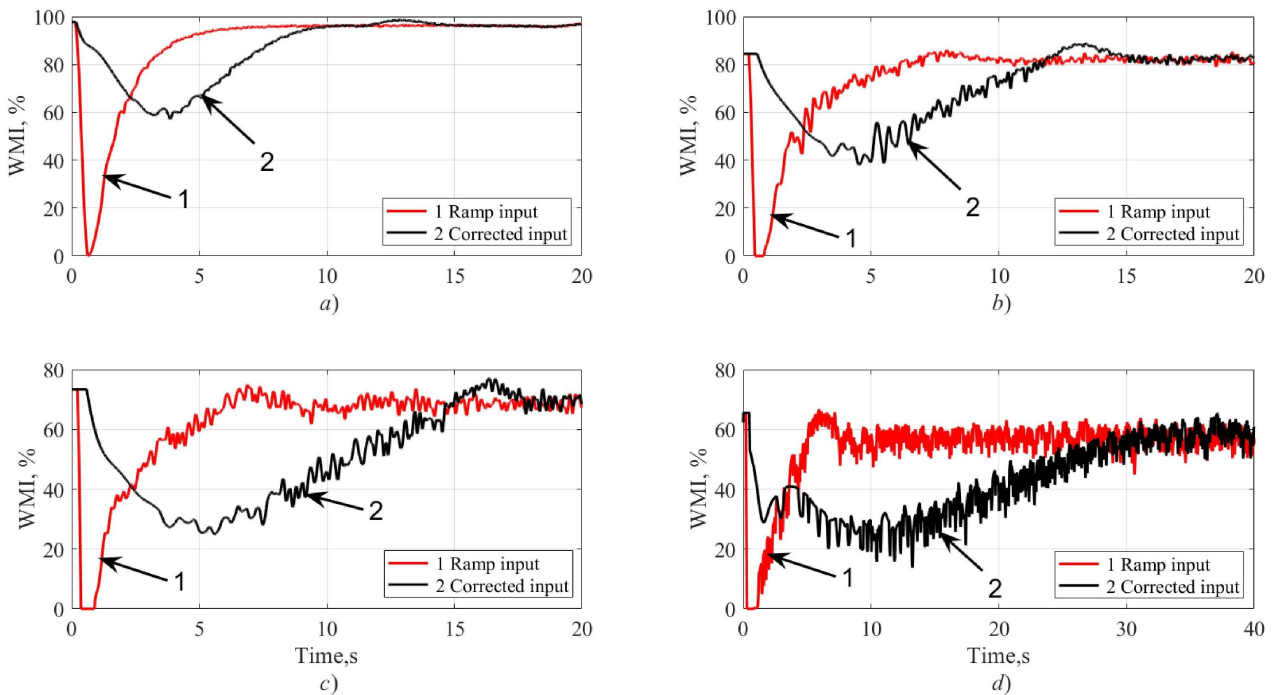 100
80
60
40
20
0
WMI, %
0 5 10 15 20
1
2
1 Ramp input
2 Corrected input
a)
100
80
60
40
20
0
WMI, %
0 5 10 15 20
1
2
1 Ramp input
2 Corrected input
b)
80
60
40
20
0
WMI, %
0 5 10 15 20
1
2
1 Ramp input
2 Corrected input
Time,s
c)
80
60
40
20
0
WMI, %
0 10 20 30 40
1
2
1 Ramp input
2 Corrected input
Time,s
d)